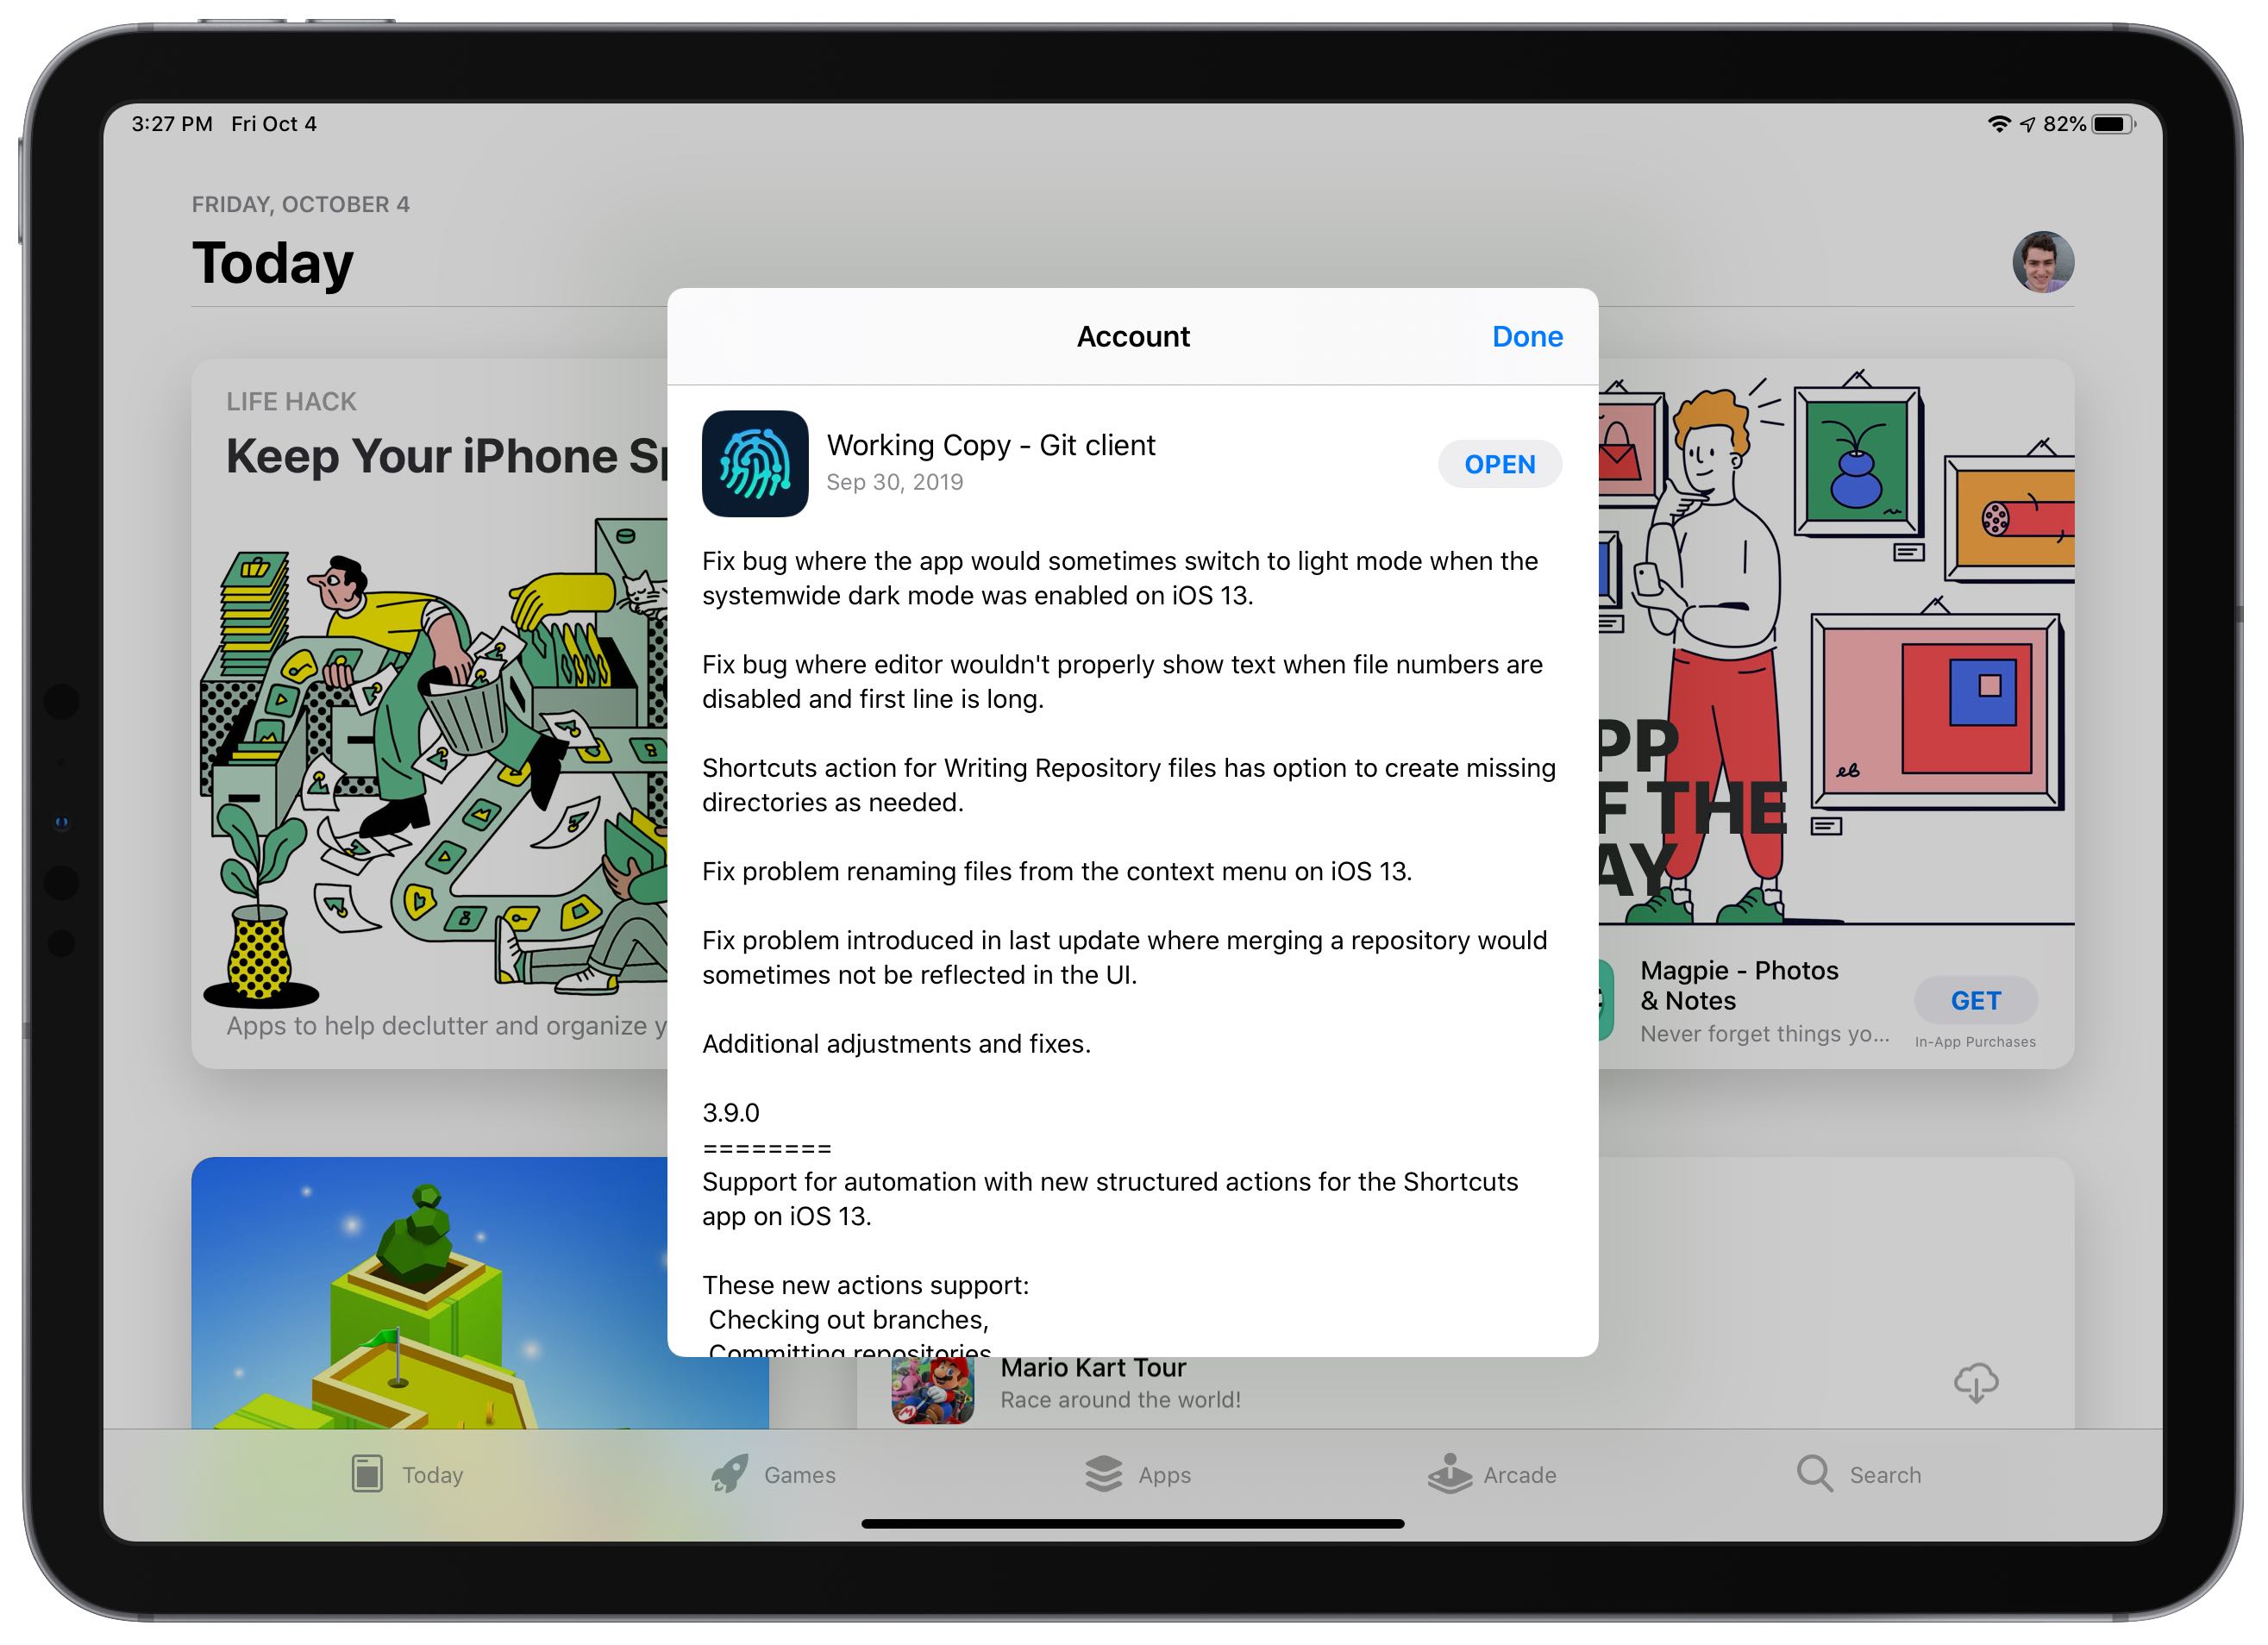 3:27 PM Fri Oct 4
82%
FRIDAY, OCTOBER 4
Today
LIFE HACK
Keep Your iPhone
Apps to help declutter and organize
Account
Done
Working Copy - Git client
Sep 30, 2019
OPEN
Fix bug where the app would sometimes switch to light mode when the
systemwide dark mode was enabled on iOS 13.
Fix bug where editor wouldn't properly show text when file numbers are
disabled and first line is long.
Shortcuts action for Writing Repository files has option to create missing
directories as needed.
Fix problem renaming files from the context menu on iOS 13.
Fix problem introduced in last update where merging a repository would
sometimes not be reflected in the UI.
Additional adjustments and fixes.
3.9.0
========
Support for automation with new structured actions for the Shortcuts
app on iOS 13.
These new actions support:
Checking out branches,
Committing repositories
PP
F THE
AY
eb
Magpie - Photos
& Notes
Never forget things yo...
GET
In-App Purchases
Mario Kart Tour
Race around the world!
Today
Games
Apps
Arcade
Search